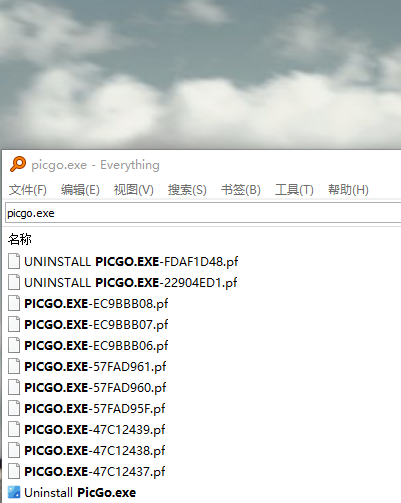 picgo.exe - Everything
文件(F) 编辑(E) 视图(V) 搜索(S) 书签(B) 工具(T) 帮助(H)
picgo.exe
名称
UNINSTALL PICGO.EXE-FDAF1D48.pf
UNINSTALL PICGO.EXE-22904ED1.pf
PICGO.EXE-EC9BBB08.pf
PICGO.EXE-EC9BBB07.pf
PICGO.EXE-EC9BBB06.pf
PICGO.EXE-57FAD961.pf
PICGO.EXE-57FAD960.pf
PICGO.EXE-57FAD95F.pf
PICGO.EXE-47C12439.pf
PICGO.EXE-47C12438.pf
PICGO.EXE-47C12437.pf
Uninstall PicGo.exe